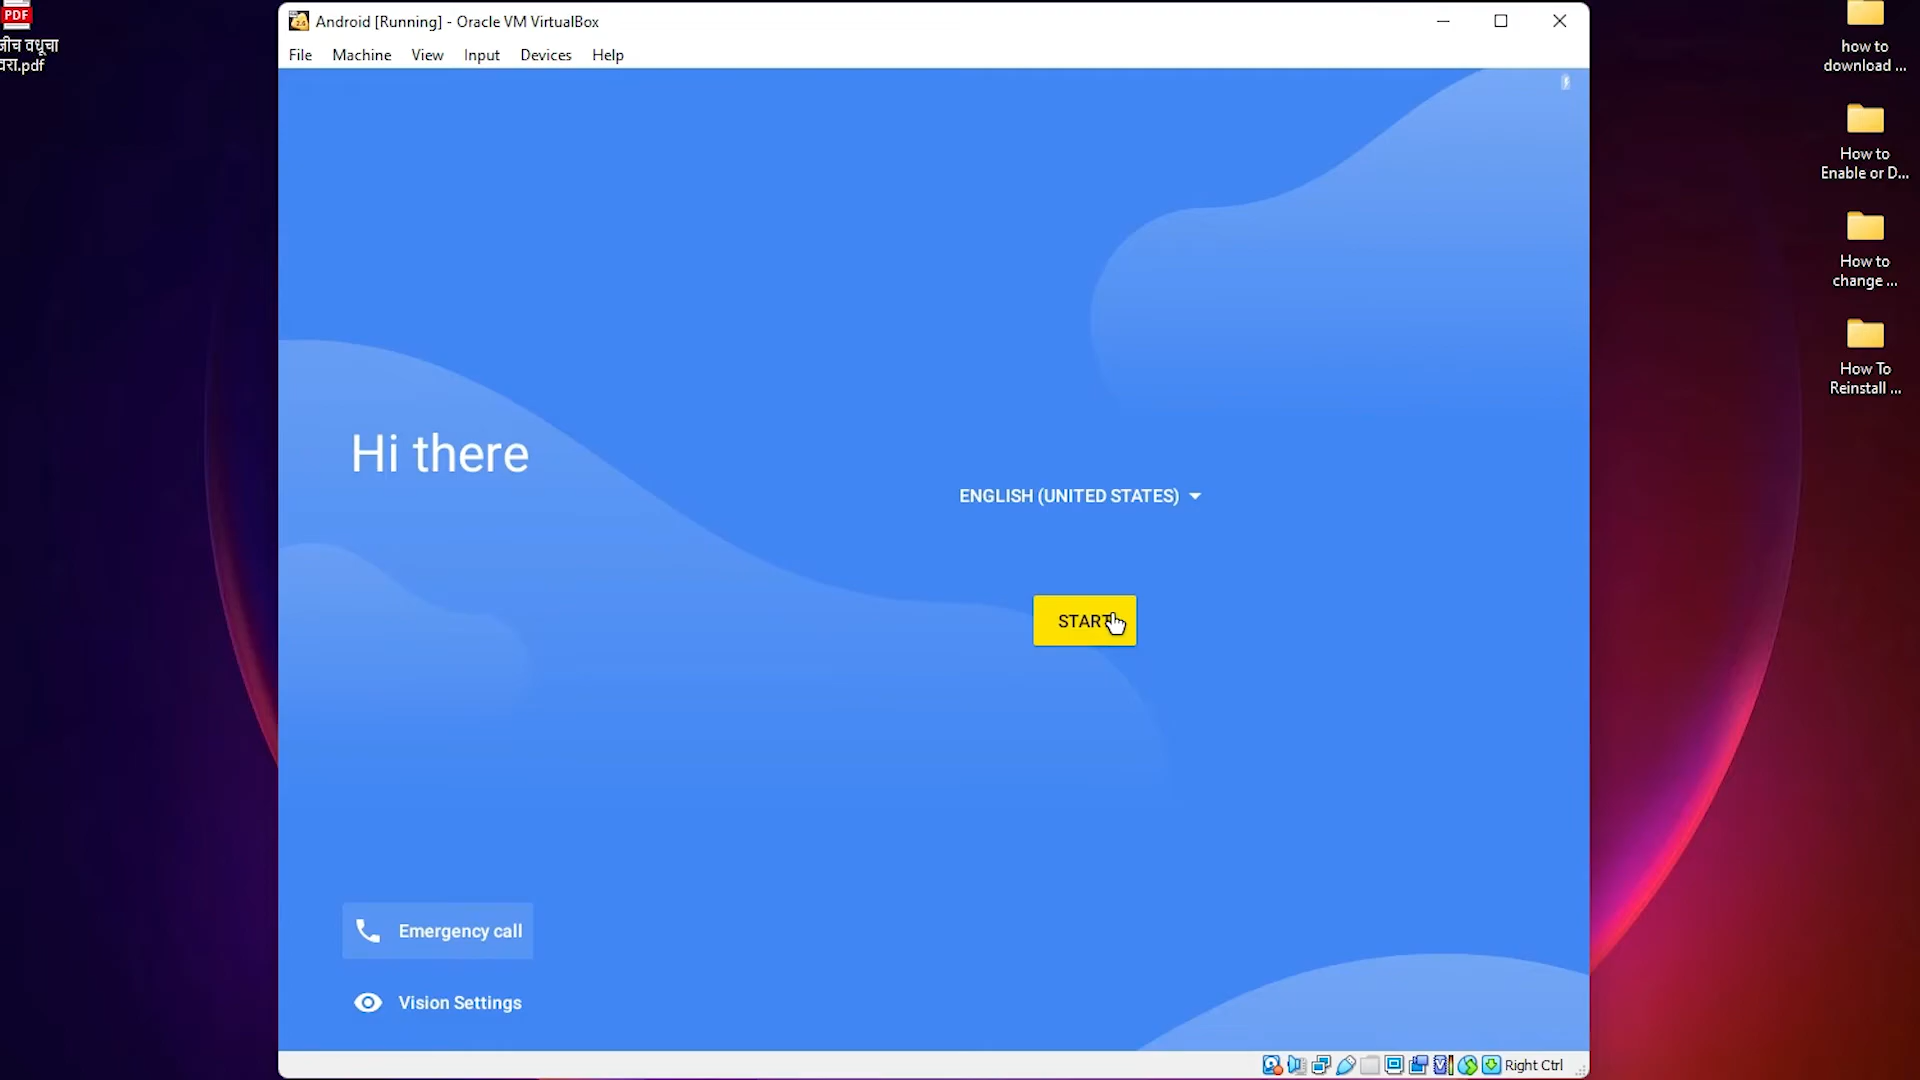 PDF
वधूचा
वरा.pdf
Android [Running] - Oracle VM VirtualBox
File Machine View Input Devices Help
Hi there
ENGLISH (UNITED STATES)
START
Emergency call
Vision Settings
Right Ctrl
how to
download ...
How to
Enable or D...
How to
change ...
How To
Reinstall ...